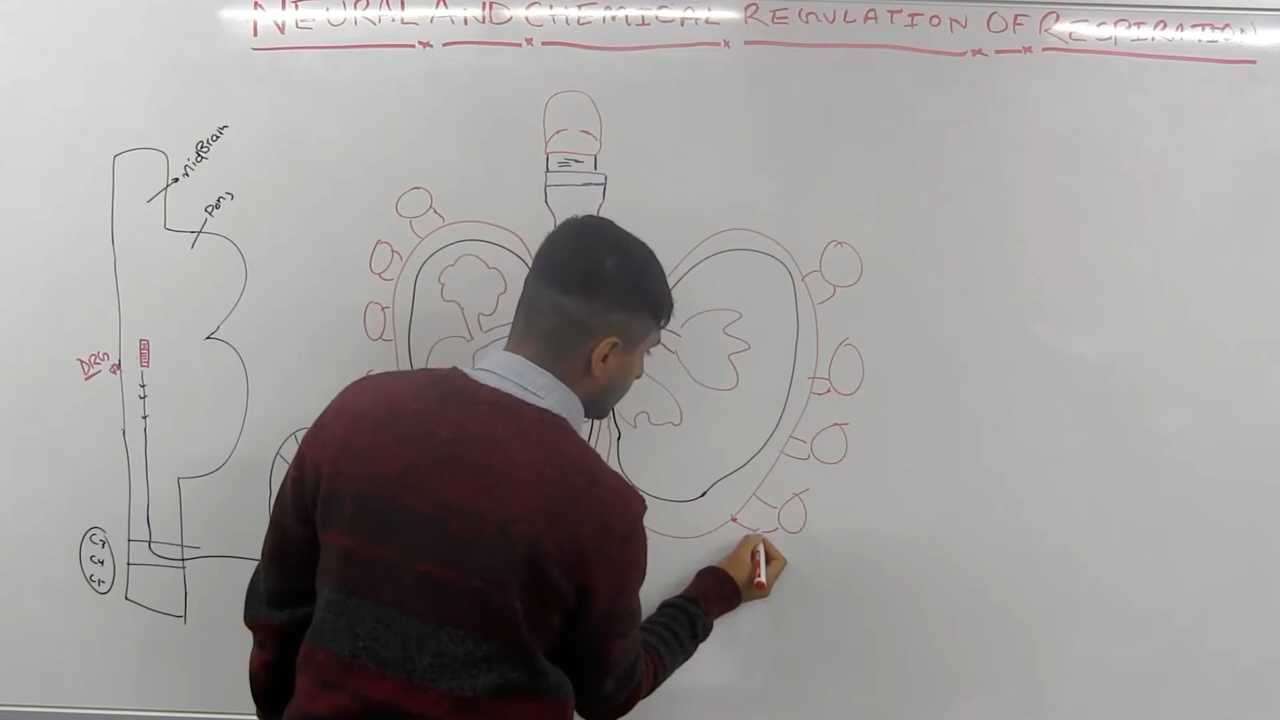 NEURAL AND CHEMICAL REGULATION OF RESPIRATION
MidBrain
Pons
DRG
C3
C4
C5